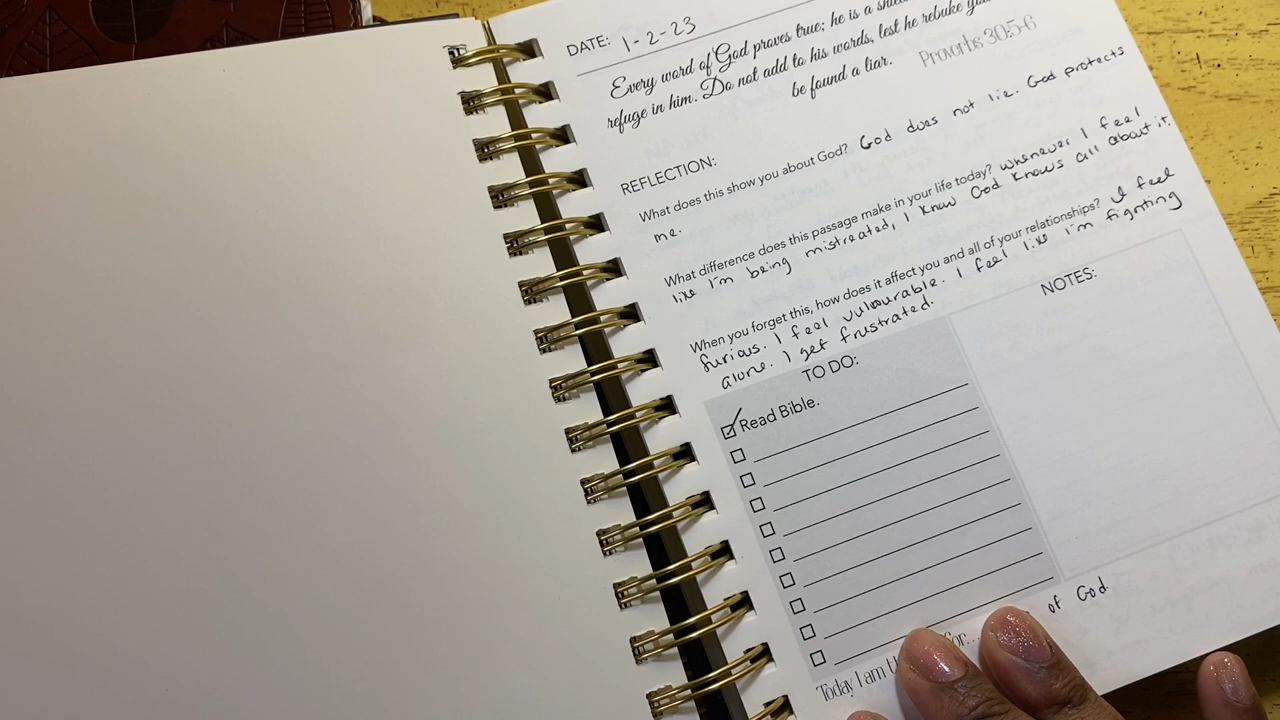 DATE: 1-2-23
Every word of God proves true; he is a
refuge in him. Do not add to his words, lest he rebuke
be found a liar. Proverbs 30:5-6
REFLECTION:
What does this show you about God? God does not lie. God protects
me.
What difference does this passage make in your life today? Whenever I feel
like I'm being mistreated, I know God knows all about it.
When you forget this, how does it affect you and all of your relationships? I feel
furious. I feel vulnurable. I feel like I'm fighting
alone. I get frustrated.
TO DO:
Read Bible.
NOTES:
Today I am for... of God